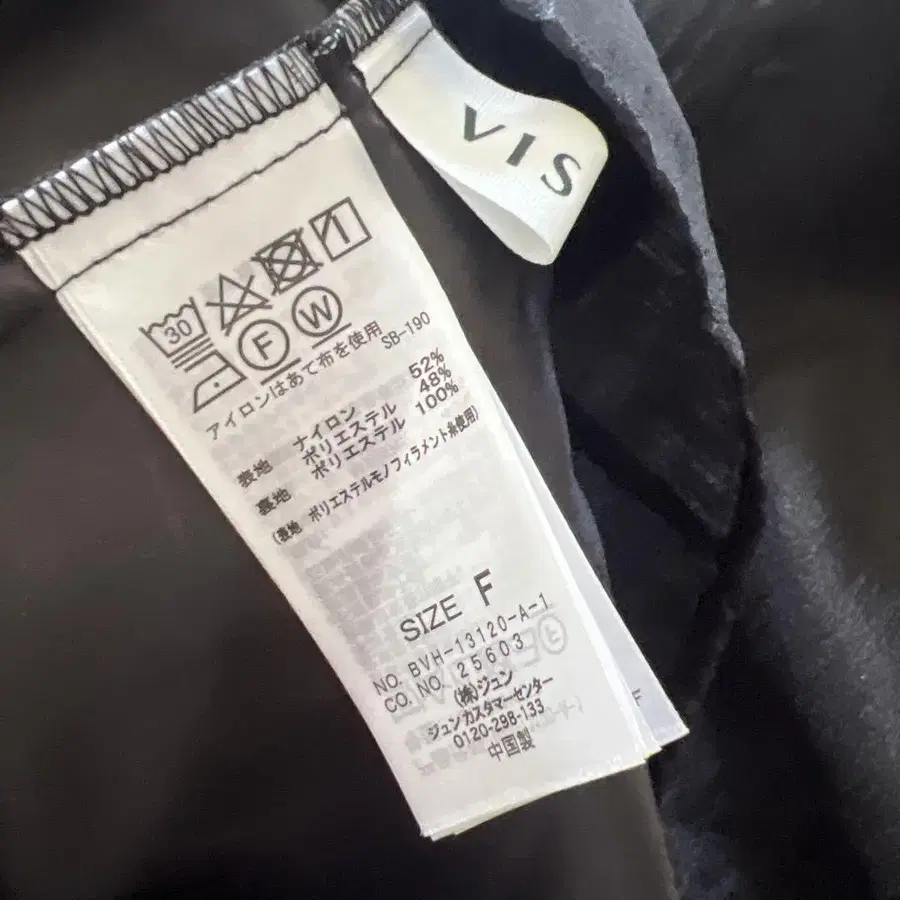 VIS
30
F W
アイロンはあて布を使用 SB-190
表地 ナイロン 52%
ポリエステル 48%
裏地 ポリエステル 100%
(表地 ポリエステルモノフィラメント糸使用)
SIZE F
NO. BVH-13120-A-1
CO. NO. 25603
(株)ジュン
ジュンカスタマーセンター
0120-298-133
中国製
F